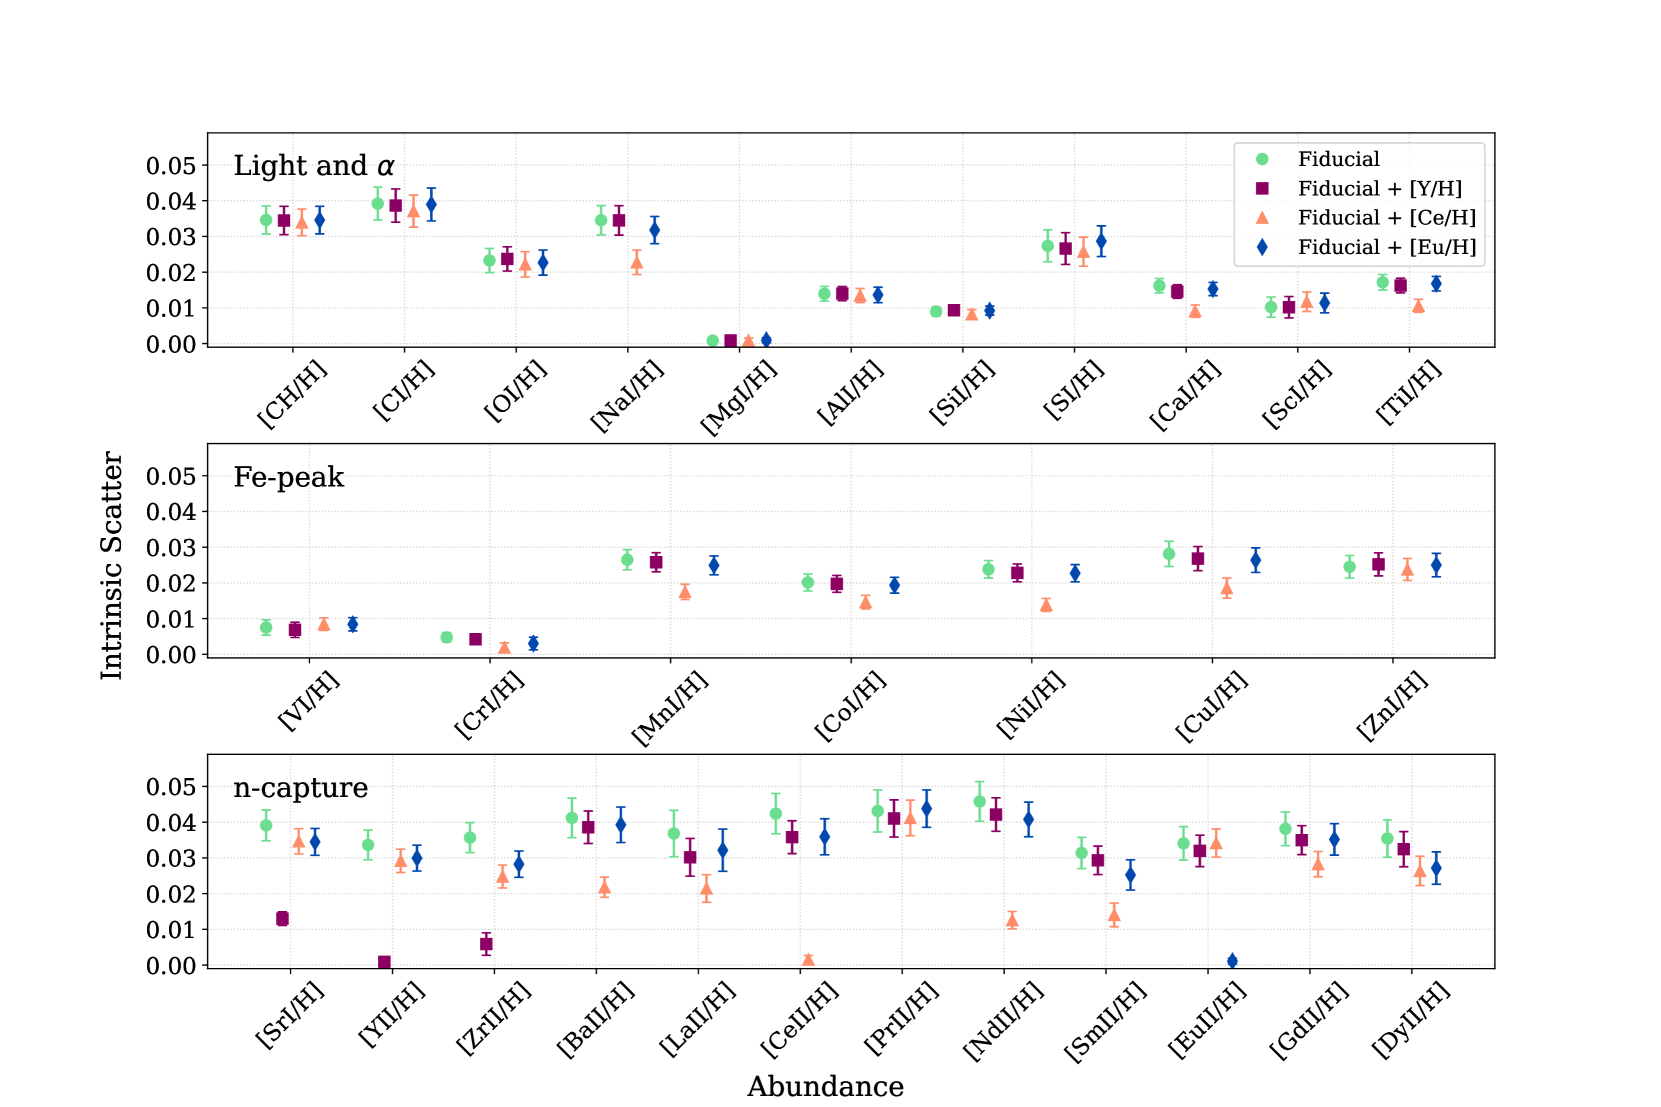 Light and α
Fiducial
Fiducial + [Y/H]
Fiducial + [Ce/H]
Fiducial + [Eu/H]
0.05
0.04
0.03
0.02
0.01
0.00
[CH/H] [CI/H] [OI/H] [NaI/H] [MgI/H] [AlI/H] [SiI/H] [SI/H] [CaI/H] [ScI/H] [TiI/H]
Intrinsic Scatter
Fe-peak
0.05
0.04
0.03
0.02
0.01
0.00
[VI/H] [CrI/H] [MnI/H] [CoI/H] [NiI/H] [CuI/H] [ZnI/H]
n-capture
0.05
0.04
0.03
0.02
0.01
0.00
[SrI/H] [YII/H] [ZrII/H] [BaII/H] [LaII/H] [CeII/H] [PrII/H] [NdII/H] [SmII/H] [EuII/H] [GdII/H] [DyII/H]
Abundance